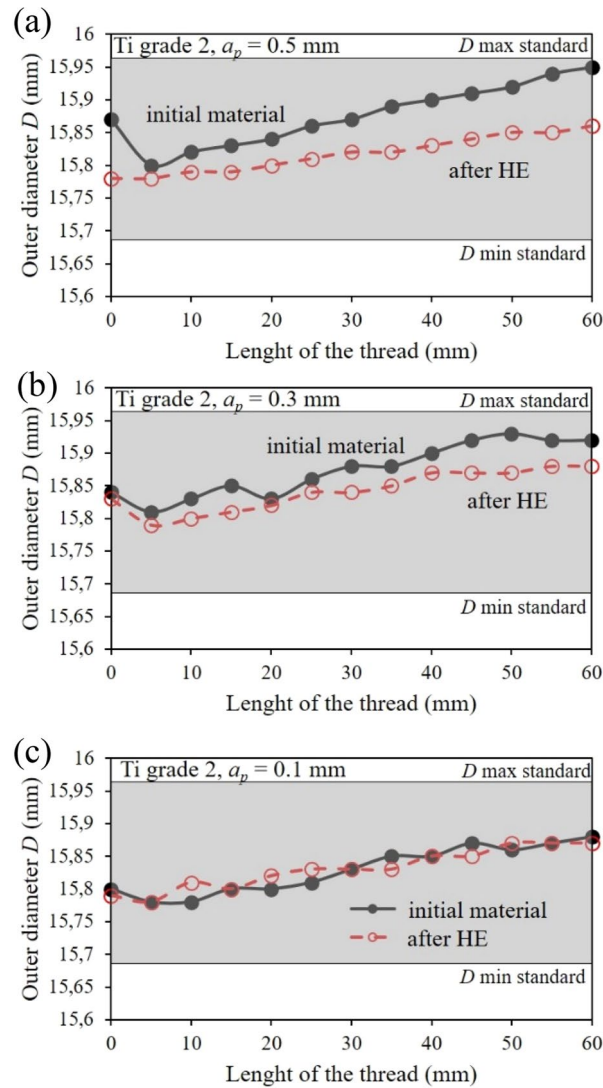 (a)
16
Ti grade 2, aₚ = 0.5 mm
D max standard
15,95
15,9
initial material
15,85
15,8
after HE
15,75
15,7
D min standard
15,65
15,6
Outer diameter D (mm)
0 10 20 30 40 50 60
Lenght of the thread (mm)
(b)
16
Ti grade 2, aₚ = 0.3 mm
D max standard
15,95
15,9
initial material
15,85
15,8
after HE
15,75
15,7
D min standard
15,65
15,6
Outer diameter D (mm)
0 10 20 30 40 50 60
Lenght of the thread (mm)
(c)
16
Ti grade 2, aₚ = 0.1 mm
D max standard
15,95
15,9
15,85
15,8
initial material
15,75
after HE
15,7
D min standard
15,65
15,6
Outer diameter D (mm)
0 10 20 30 40 50 60
Lenght of the thread (mm)